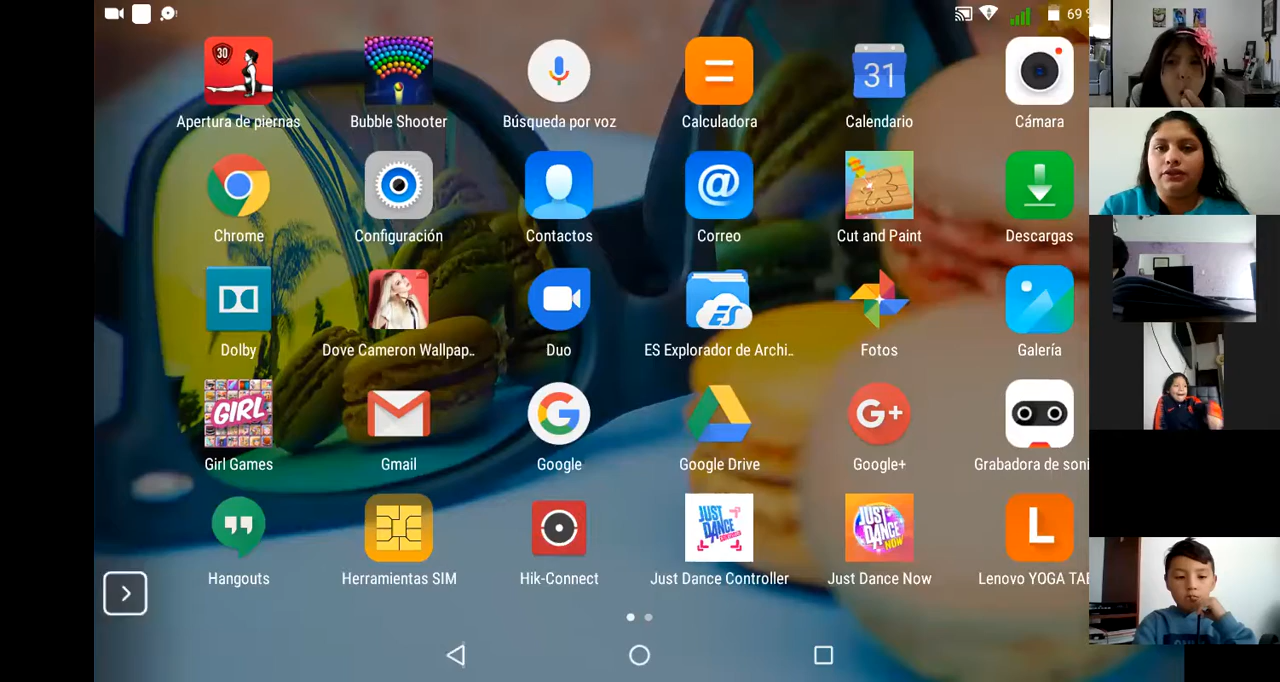 69 %
30
31
Apertura de piernas
Bubble Shooter
Búsqueda por voz
Calculadora
Calendario
Cámara
@
Chrome
Configuración
Contactos
Correo
Cut and Paint
Descargas
ES
Dolby
Dove Cameron Wallpap..
Duo
ES Explorador de Archi..
Fotos
Galería
GIRL
G+
Girl Games
Gmail
Google
Google Drive
Google+
Grabadora de soni
JUST DANCE CONTROLLER
JUST DANCE NOW
L
Hangouts
Herramientas SIM
Hik-Connect
Just Dance Controller
Just Dance Now
Lenovo YOGA TAB